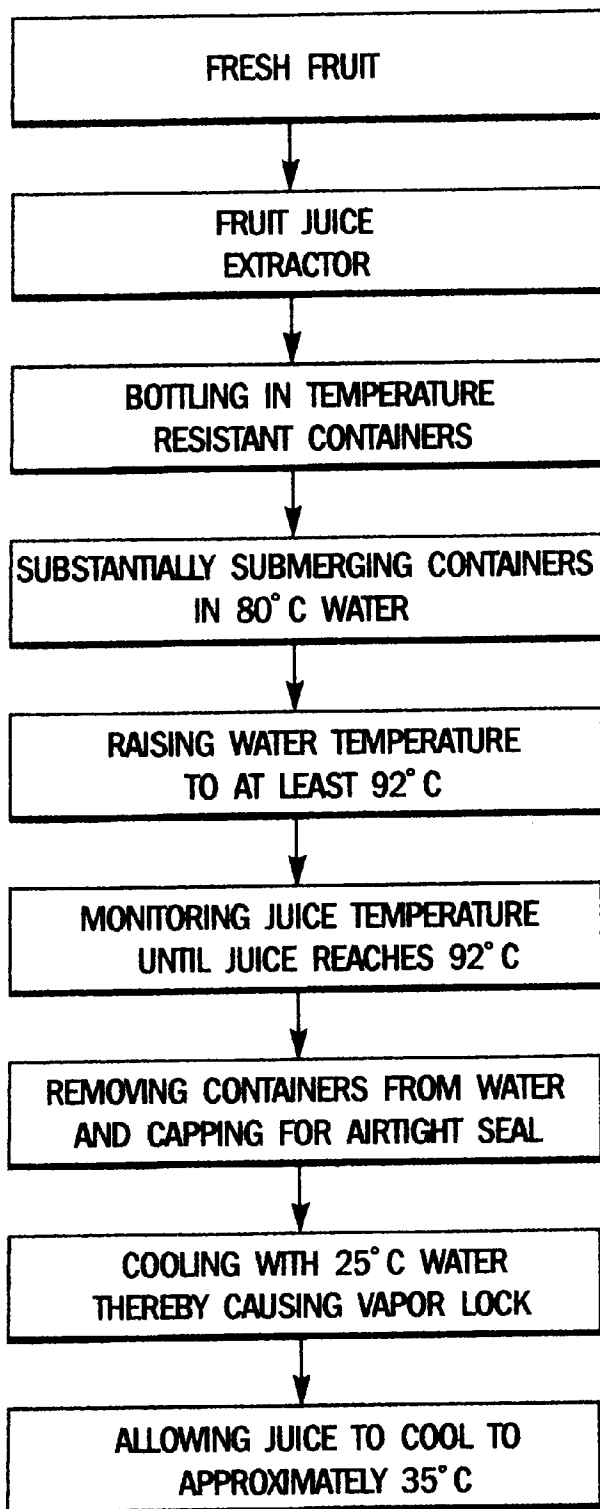 FRESH FRUIT
FRUIT JUICE
EXTRACTOR
BOTTLING IN TEMPERATURE
RESISTANT CONTAINERS
SUBSTANTIALLY SUBMERGING CONTAINERS
IN 80°C WATER
RAISING WATER TEMPERATURE
TO AT LEAST 92°C
MONITORING JUICE TEMPERATURE
UNTIL JUICE REACHES 92°C
REMOVING CONTAINERS FROM WATER
AND CAPPING FOR AIRTIGHT SEAL
COOLING WITH 25°C WATER
THEREBY CAUSING VAPOR LOCK
ALLOWING JUICE TO COOL TO
APPROXIMATELY 35°C